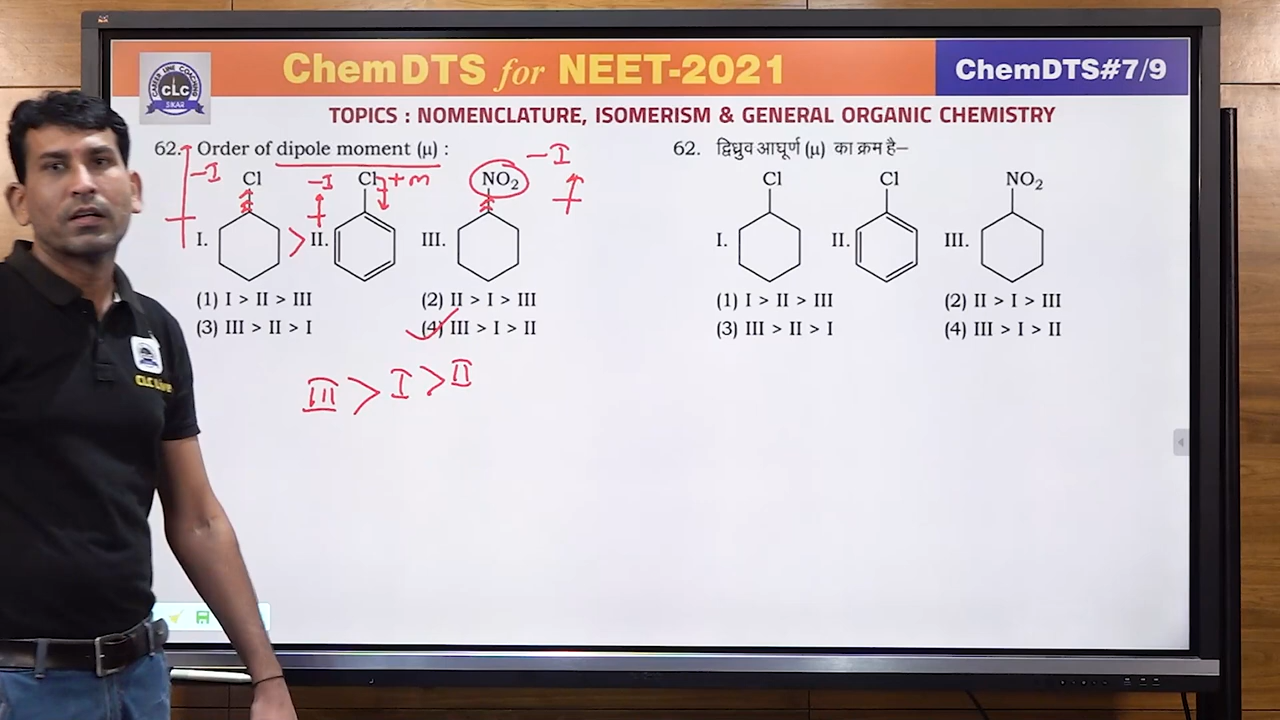 ChemDTS for NEET-2021
ChemDTS#7/9
CLC
SIKAR
TOPICS : NOMENCLATURE, ISOMERISM & GENERAL ORGANIC CHEMISTRY
62. Order of dipole moment (μ) :
-I
Cl
-I
Cl
+m
NO₂
-I
I.
>
II.
III.
(1) I > II > III
(2) II > I > III
(3) III > II > I
(4) III > I > II
III > I > II
62. द्विध्रुव आघूर्ण (μ) का क्रम है–
Cl
Cl
NO₂
I.
II.
III.
(1) I > II > III
(2) II > I > III
(3) III > II > I
(4) III > I > II
CLC Live